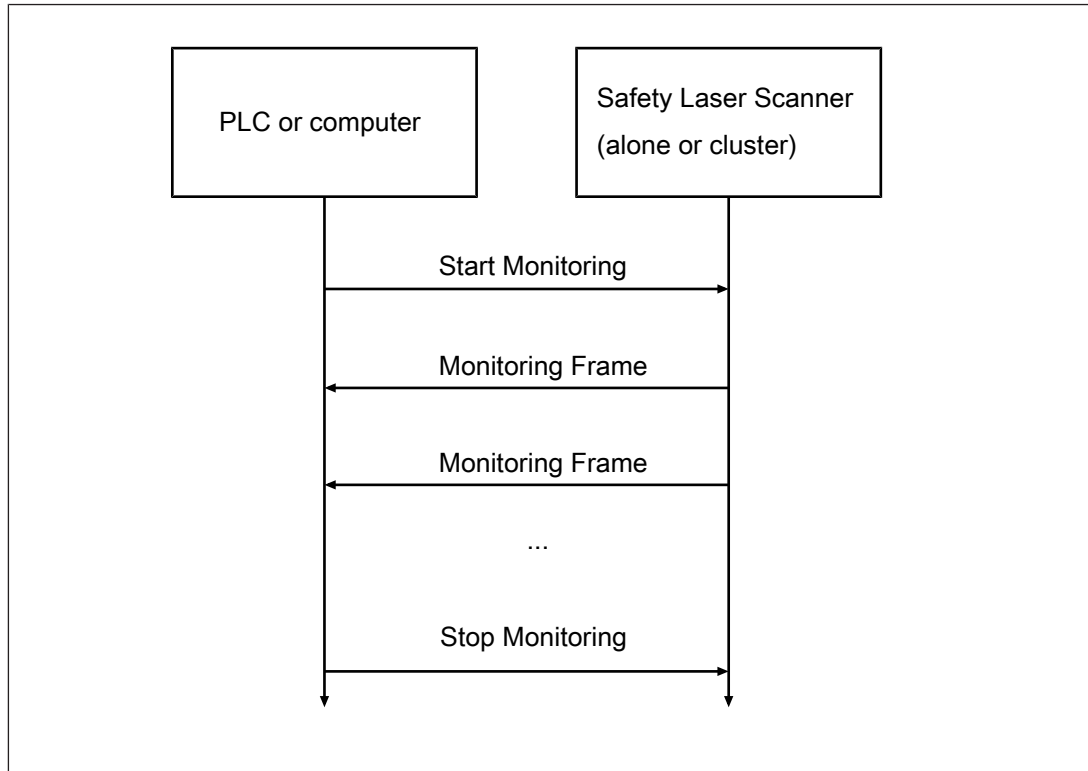 PLC or computer
Safety Laser Scanner
(alone or cluster)
Start Monitoring
Monitoring Frame
Monitoring Frame
...
Stop Monitoring